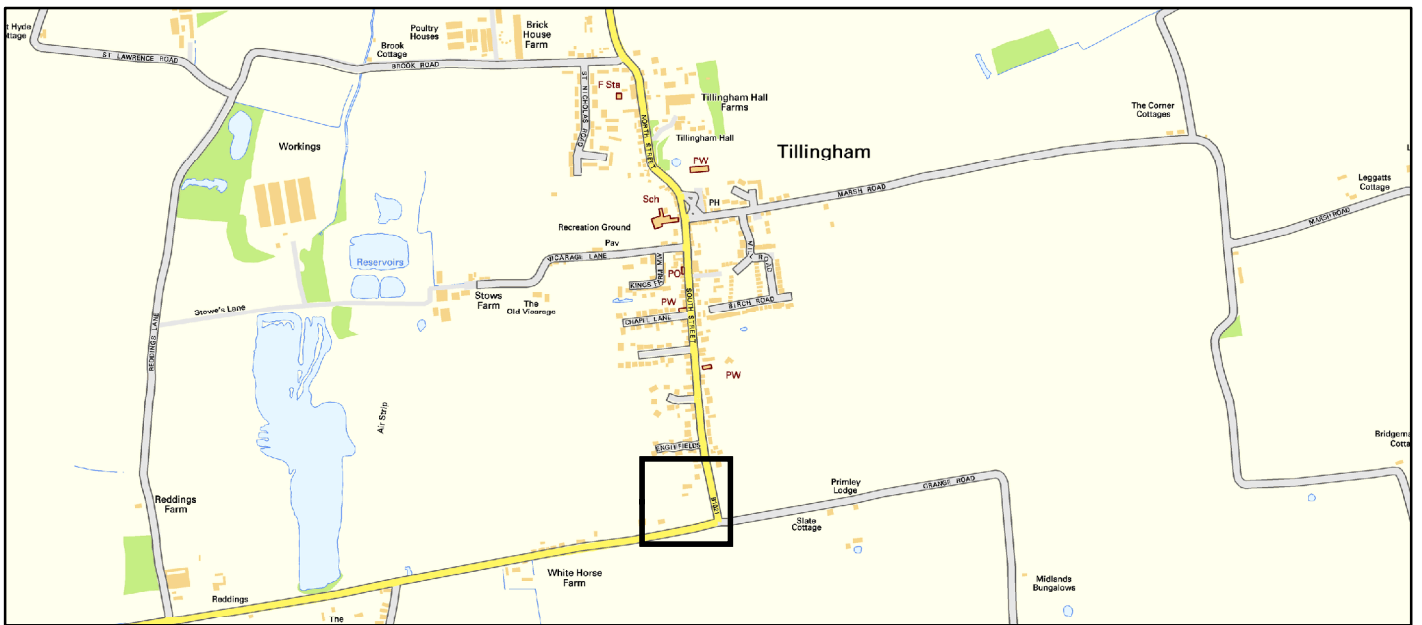 t Hyde
ttage
ST LAWRENCE ROAD
Brook
Cottage
BROOK ROAD
Poultry
Houses
Brick
House
Farm
ST NICHOLAS ROAD
F Sta
NORTH STREET
Tillingham Hall
Farms
Tillingham Hall
PW
Tillingham
The Corner
Cottages
Workings
Sch
PH
MARSH ROAD
Leggatts
Cottage
MARSH ROAD
Recreation Ground
Pav
VICARAGE LANE
Reservoirs
PO
Stows
Farm
The
Old Vicarage
Stowe's Lane
PW
BIRCH ROAD
CHAPEL LANE
SOUTH STREET
REDDINGS LANE
PW
Air Strip
Bridgema
Cotta
Reddings
Farm
B1021
Primley
Lodge
GRANGE ROAD
Slate
Cottage
White Horse
Farm
Midlands
Bungalows
Reddings
The